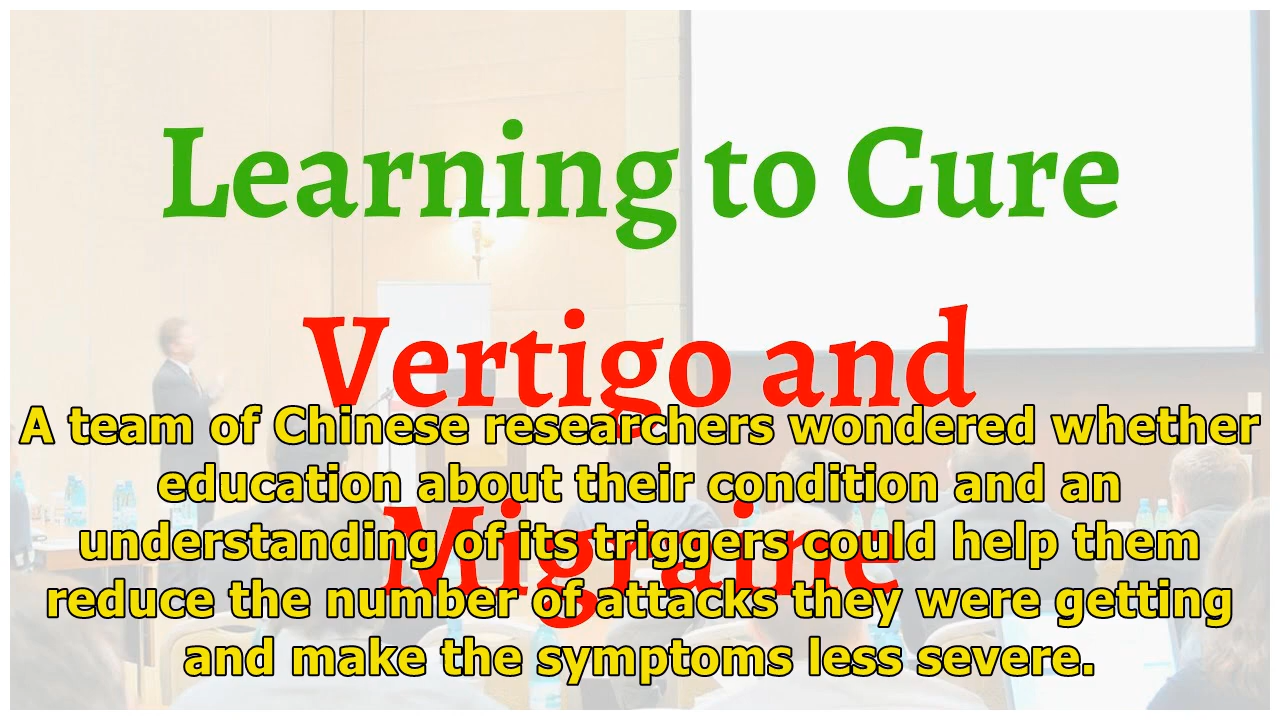 Learning to Cure
Vertigo and
Migraine
A team of Chinese researchers wondered whether
education about their condition and an
understanding of its triggers could help them
reduce the number of attacks they were getting
and make the symptoms less severe.